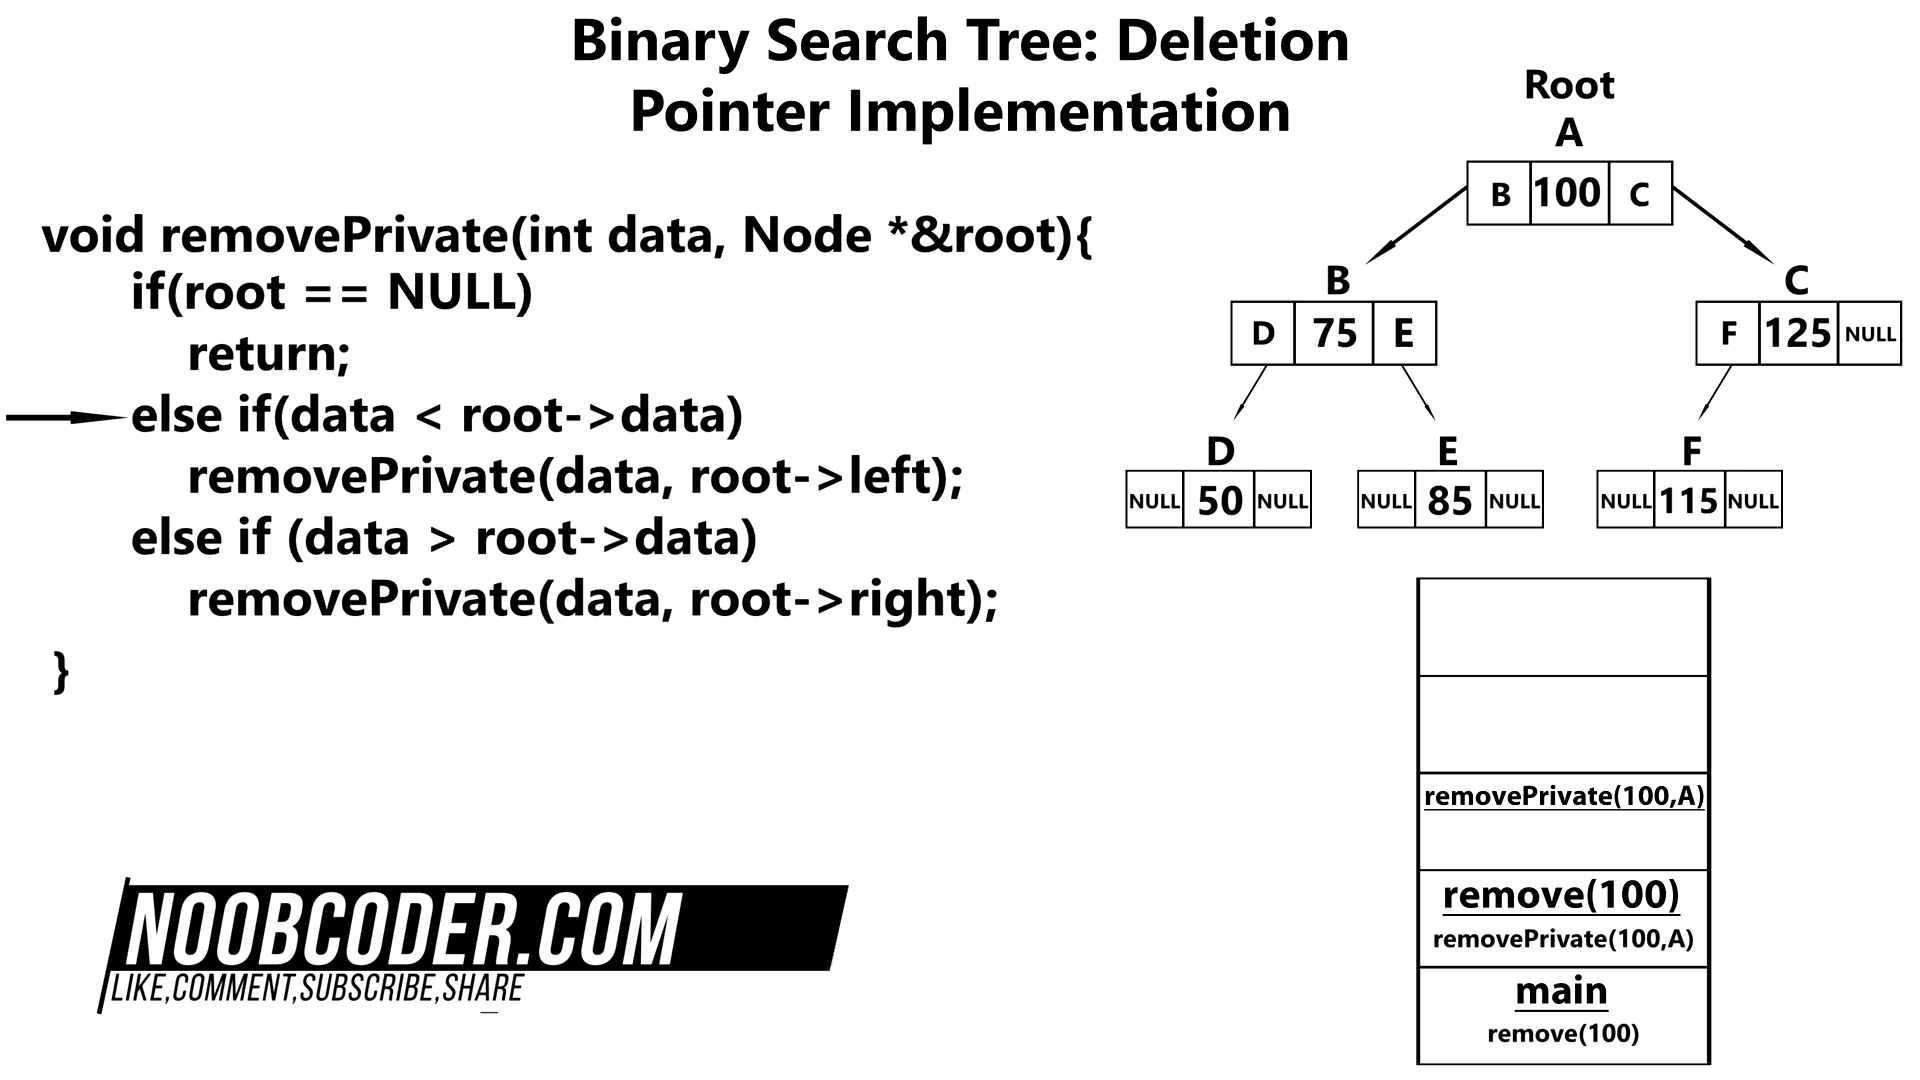 Binary Search Tree: Deletion
Pointer Implementation
void removePrivate(int data, Node *&root){
if(root == NULL)
return;
else if(data < root->data)
removePrivate(data, root->left);
else if (data > root->data)
removePrivate(data, root->right);
}
Root
A
B 100 C
B C
D 75 E F 125 NULL
D E F
NULL 50 NULL NULL 85 NULL NULL 115 NULL
removePrivate(100,A)
remove(100)
removePrivate(100,A)
main
remove(100)
NOOBCODER.COM
LIKE,COMMENT,SUBSCRIBE,SHARE